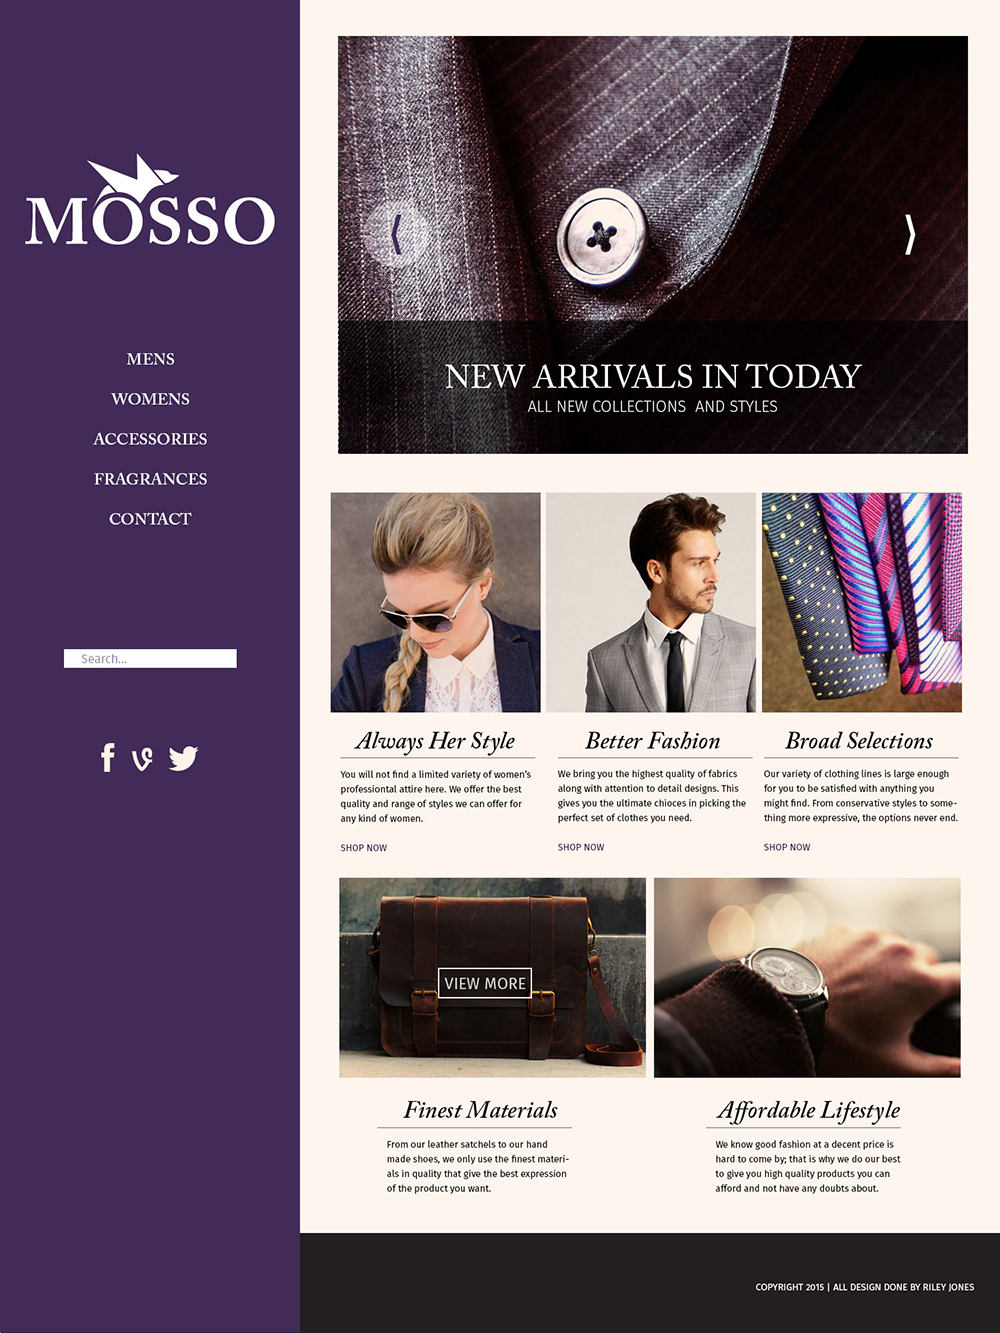 MOSSO
MENS
WOMENS
ACCESSORIES
FRAGRANCES
CONTACT
Search...
NEW ARRIVALS IN TODAY
ALL NEW COLLECTIONS AND STYLES
Always Her Style
You will not find a limited variety of women's
professiontal attire here. We offer the best
quality and range of styles we can offer for
any kind of women.
SHOP NOW
Better Fashion
We bring you the highest quality of fabrics
along with attention to detail designs. This
gives you the ultimate chioces in picking the
perfect set of clothes you need.
SHOP NOW
Broad Selections
Our variety of clothing lines is large enough
for you to be satisfied with anything you
might find. From conservative styles to some-
thing more expressive, the options never end.
SHOP NOW
VIEW MORE
Finest Materials
From our leather satchels to our hand
made shoes, we only use the finest materi-
als in quality that give the best expression
of the product you want.
Affordable Lifestyle
We know good fashion at a decent price is
hard to come by; that is why we do our best
to give you high quality products you can
afford and not have any doubts about.
COPYRIGHT 2015 | ALL DESIGN DONE BY RILEY JONES